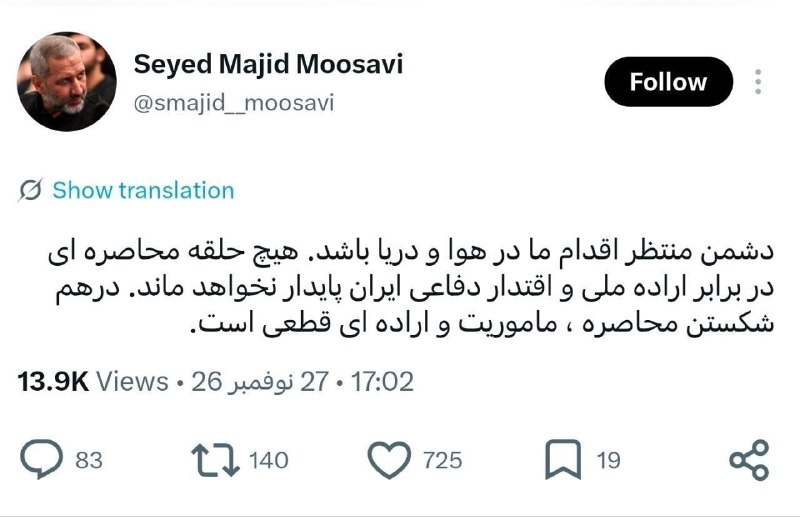 Seyed Majid Moosavi
@smajid__moosavi
Follow
Show translation
دشمن منتظر اقدام ما در هوا و دریا باشد. هیچ حلقه محاصره ای
در برابر اراده ملی و اقتدار دفاعی ایران پایدار نخواهد ماند. درهم
شکستن محاصره ، ماموریت و اراده ای قطعی است.
17:02 • 27 نوفمبر 26 • 13.9K Views
83 140 725 19